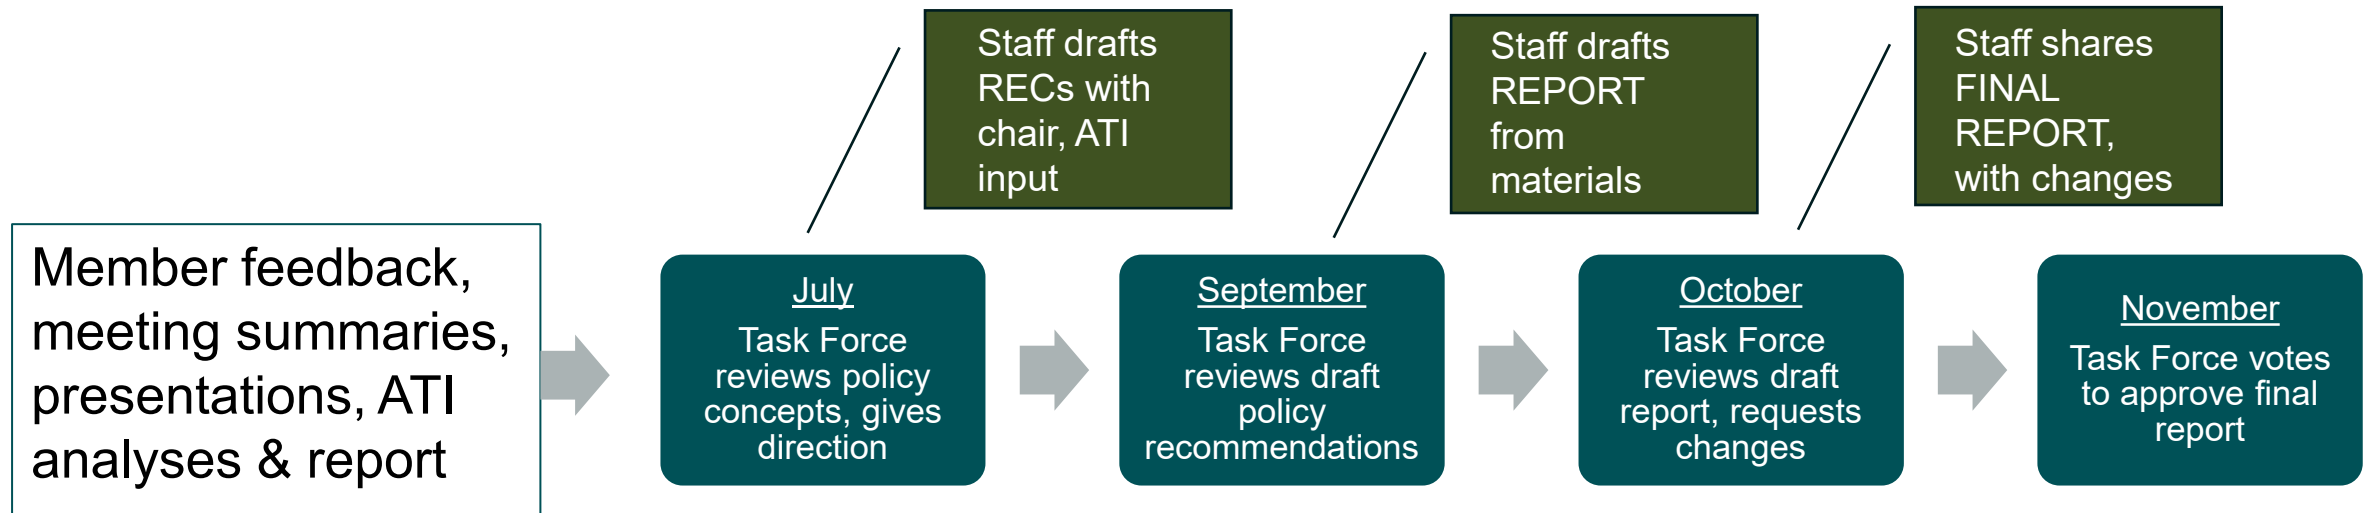 Staff drafts
RECs with
chair, ATI
input
Staff drafts
REPORT
from
materials
Staff shares
FINAL
REPORT,
with changes
Member feedback,
meeting summaries,
presentations, ATI
analyses & report
July
Task Force
reviews policy
concepts, gives
direction
September
Task Force
reviews draft
policy
recommendations
October
Task Force
reviews draft
report, requests
changes
November
Task Force votes
to approve final
report